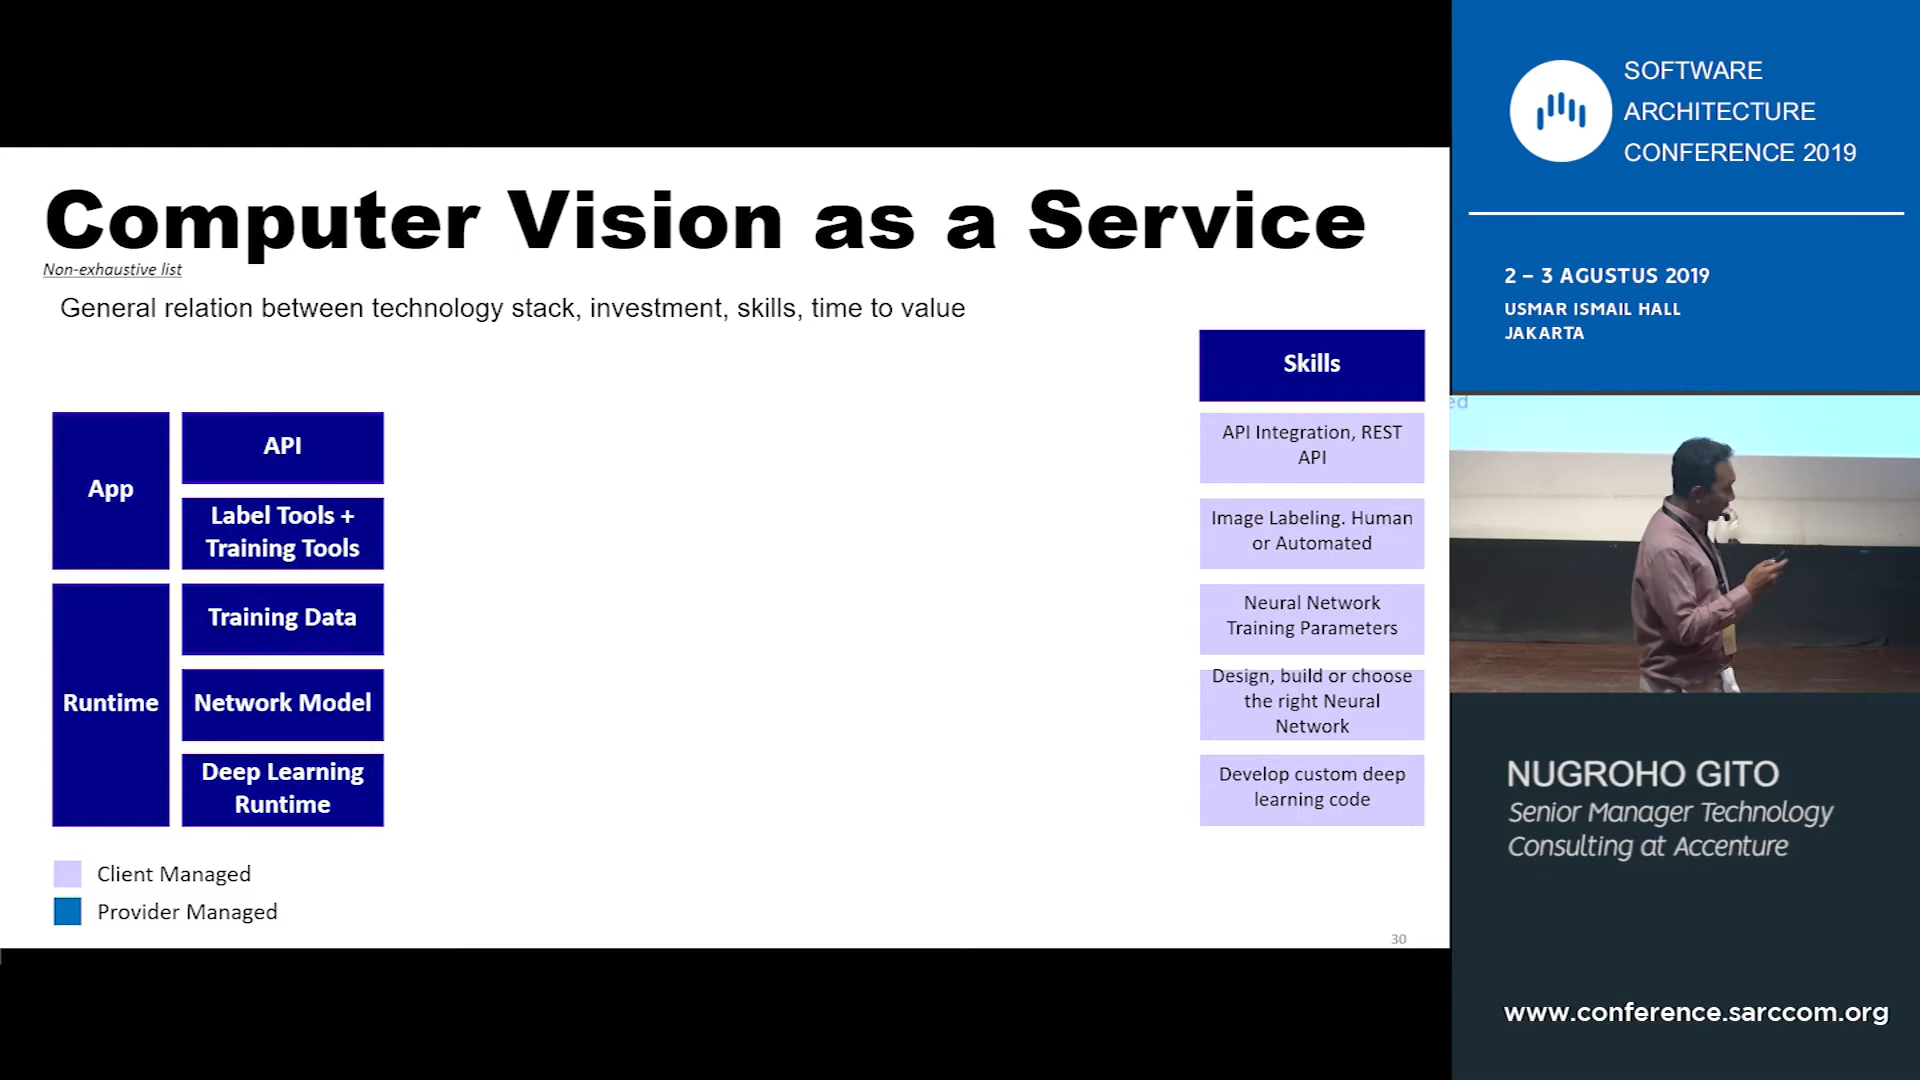 Computer Vision as a Service
Non-exhaustive list
General relation between technology stack, investment, skills, time to value
Skills
App
API
API Integration, REST
API
Label Tools +
Training Tools
Image Labeling. Human
or Automated
Runtime
Training Data
Neural Network
Training Parameters
Network Model
Design, build or choose
the right Neural
Network
Deep Learning
Runtime
Develop custom deep
learning code
Client Managed
Provider Managed
30
SOFTWARE
ARCHITECTURE
CONFERENCE 2019
2 – 3 AGUSTUS 2019
USMAR ISMAIL HALL
JAKARTA
ed
NUGROHO GITO
Senior Manager Technology
Consulting at Accenture
www.conference.sarccom.org